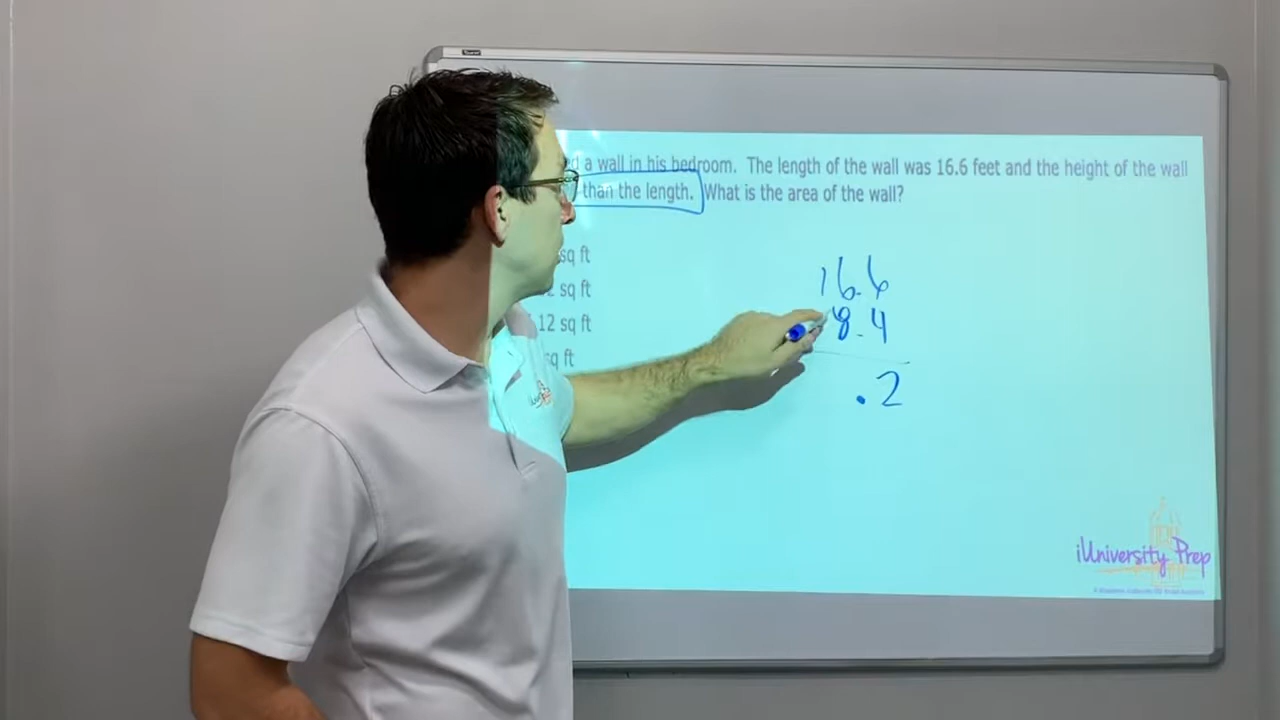 a wall in his bedroom. The length of the wall was 16.6 feet and the height of the wall
than the length. What is the area of the wall?
sq ft
sq ft
12 sq ft
sq ft
16.6
8.4
.2
iUniversity Prep